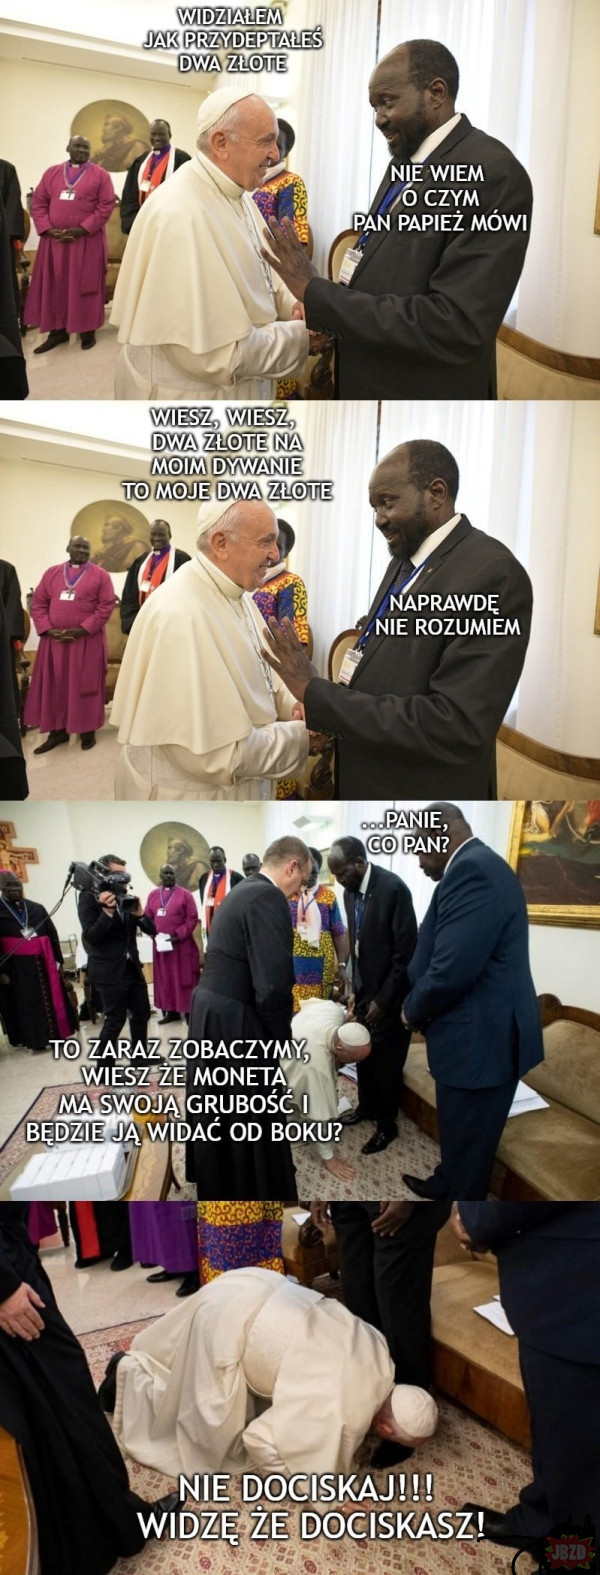 WIDZIAŁEM
JAK PRZYDEPTAŁEŚ
DWA ZŁOTE
NIE WIEM
O CZYM
PAN PAPIEŻ MÓWI
WIESZ, WIESZ,
DWA ZŁOTE NA
MOIM DYWANIE
TO MOJE DWA ZŁOTE
NAPRAWDĘ
NIE ROZUMIEM
...PANIE,
CO PAN?
TO ZARAZ ZOBACZYMY,
WIESZ ŻE MONETA
MA SWOJĄ GRUBOŚĆ I
BĘDZIE JĄ WIDAĆ OD BOKU?
NIE DOCISKAJ!!!
WIDZĘ ŻE DOCISKASZ!
JBZD